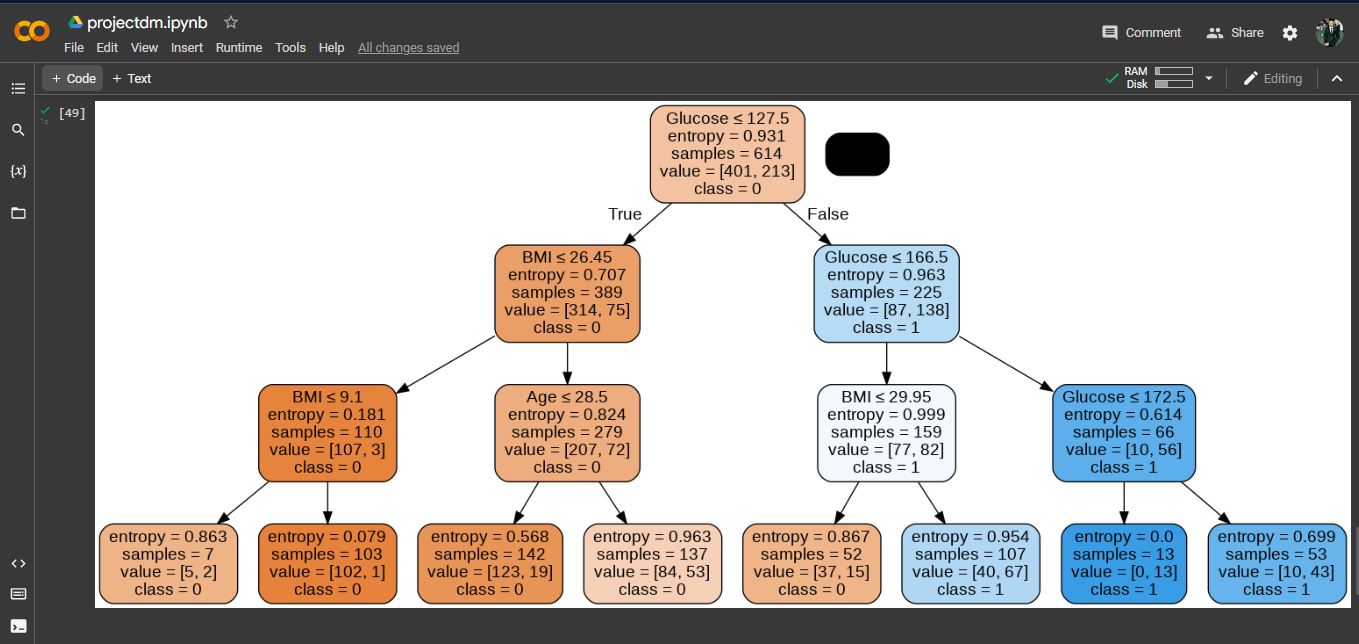 projectdm.ipynb
File Edit View Insert Runtime Tools Help All changes saved
Comment Share
+ Code + Text
RAM
Disk
Editing
[49]
1s
Glucose ≤ 127.5
entropy = 0.931
samples = 614
value = [401, 213]
class = 0
True
False
BMI ≤ 26.45
entropy = 0.707
samples = 389
value = [314, 75]
class = 0
Glucose ≤ 166.5
entropy = 0.963
samples = 225
value = [87, 138]
class = 1
BMI ≤ 9.1
entropy = 0.181
samples = 110
value = [107, 3]
class = 0
Age ≤ 28.5
entropy = 0.824
samples = 279
value = [207, 72]
class = 0
BMI ≤ 29.95
entropy = 0.999
samples = 159
value = [77, 82]
class = 1
Glucose ≤ 172.5
entropy = 0.614
samples = 66
value = [10, 56]
class = 1
entropy = 0.863
samples = 7
value = [5, 2]
class = 0
entropy = 0.079
samples = 103
value = [102, 1]
class = 0
entropy = 0.568
samples = 142
value = [123, 19]
class = 0
entropy = 0.963
samples = 137
value = [84, 53]
class = 0
entropy = 0.867
samples = 52
value = [37, 15]
class = 0
entropy = 0.954
samples = 107
value = [40, 67]
class = 1
entropy = 0.0
samples = 13
value = [0, 13]
class = 1
entropy = 0.699
samples = 53
value = [10, 43]
class = 1